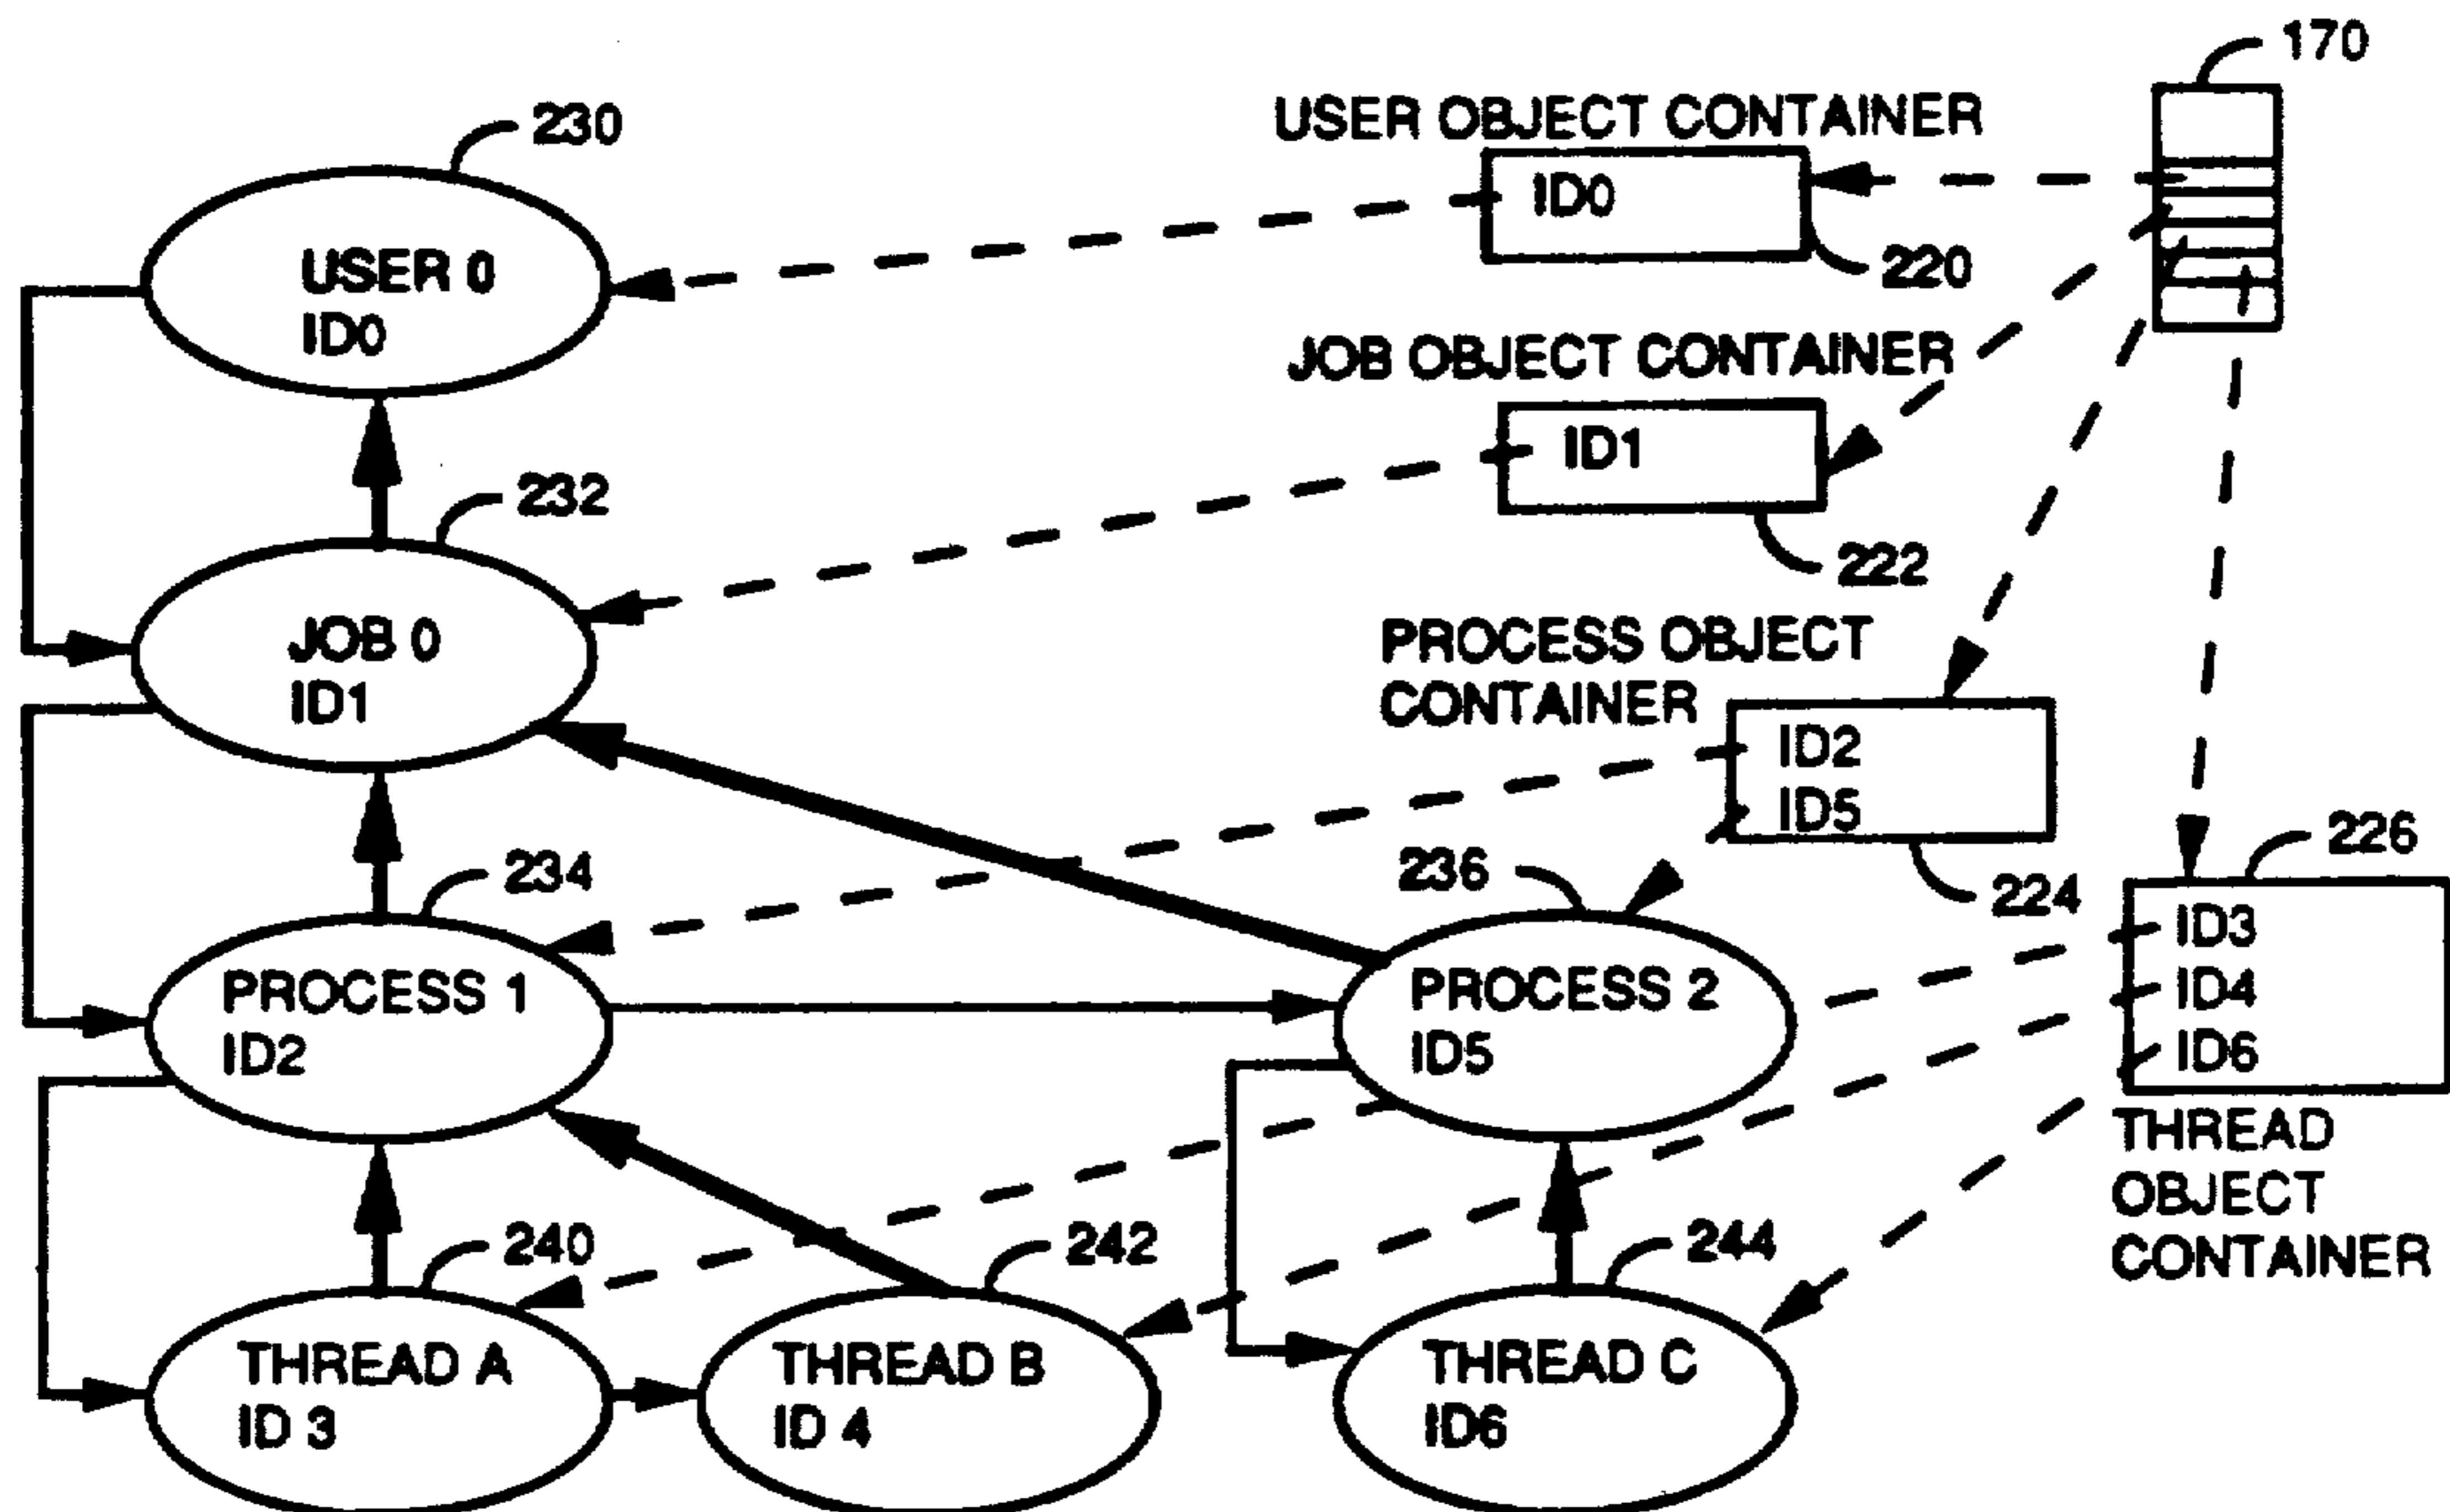 170
USER OBJECT CONTAINER
230
ID0
220
USER 0
ID0
JOB OBJECT CONTAINER
ID1
232
222
JOB 0
ID1
PROCESS OBJECT
CONTAINER
ID2
ID5
226
234
236
224
ID3
ID4
ID6
PROCESS 1
ID2
PROCESS 2
ID5
THREAD
OBJECT
CONTAINER
240
242
244
THREAD A
ID 3
THREAD B
ID 4
THREAD C
ID6